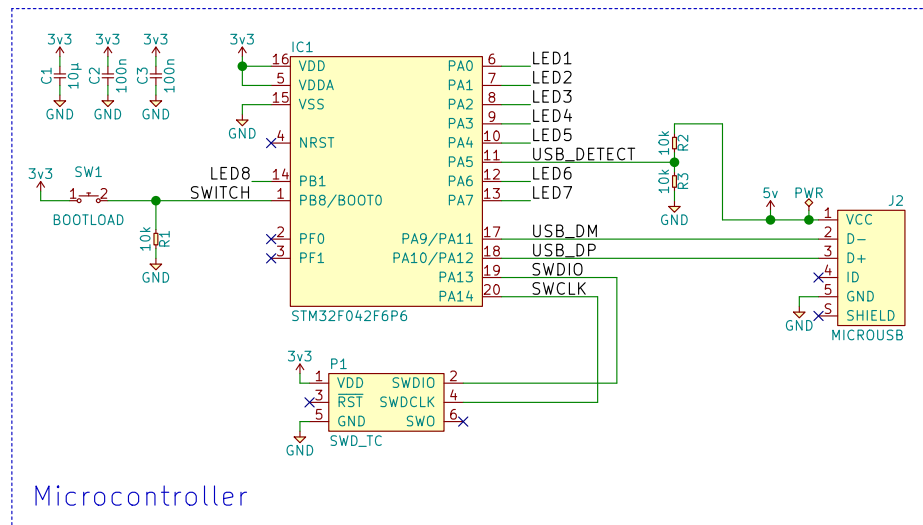 3v3
3v3
3v3
C1
10µ
C2
100n
C3
100n
GND
GND
GND
3v3
IC1
16 VDD
5 VDDA
15 VSS
GND
4 NRST
LED8 14 PB1
SWITCH 1 PB8/BOOT0
2 PF0
3 PF1
PA0 6 LED1
PA1 7 LED2
PA2 8 LED3
PA3 9 LED4
PA4 10 LED5
PA5 11 USB_DETECT
PA6 12 LED6
PA7 13 LED7
PA9/PA11 17 USB_DM
PA10/PA12 18 USB_DP
PA13 19 SWDIO
PA14 20 SWCLK
STM32F042F6P6
3v3
SW1
1 2
BOOTLOAD
10k
R1
GND
10k
R2
10k
R3
GND
5v
PWR
J2
1 VCC
2 D-
3 D+
4 ID
5 GND
S SHIELD
GND
MICROUSB
3v3
P1
1 VDD SWDIO 2
3 RST SWDCLK 4
5 GND SWO 6
GND
SWD_TC
Microcontroller